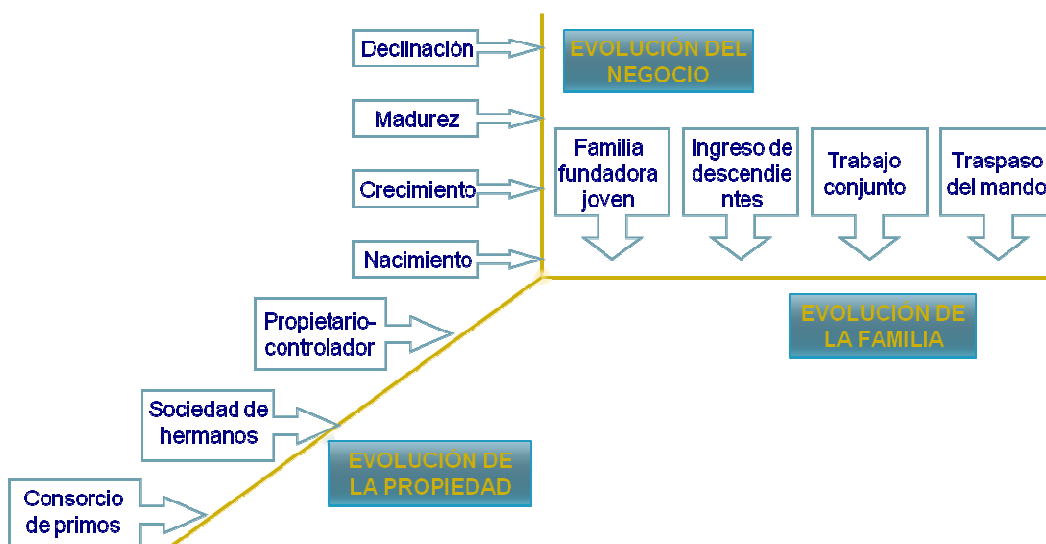 Declinación
EVOLUCIÓN DEL
NEGOCIO
Madurez
Crecimiento
Nacimiento
Familia
fundadora
joven
Ingreso de
descendie
ntes
Trabajo
conjunto
Traspaso
del mando
EVOLUCIÓN DE
LA FAMILIA
Propietario-
controlador
Sociedad de
hermanos
EVOLUCIÓN DE
LA PROPIEDAD
Consorcio
de primos